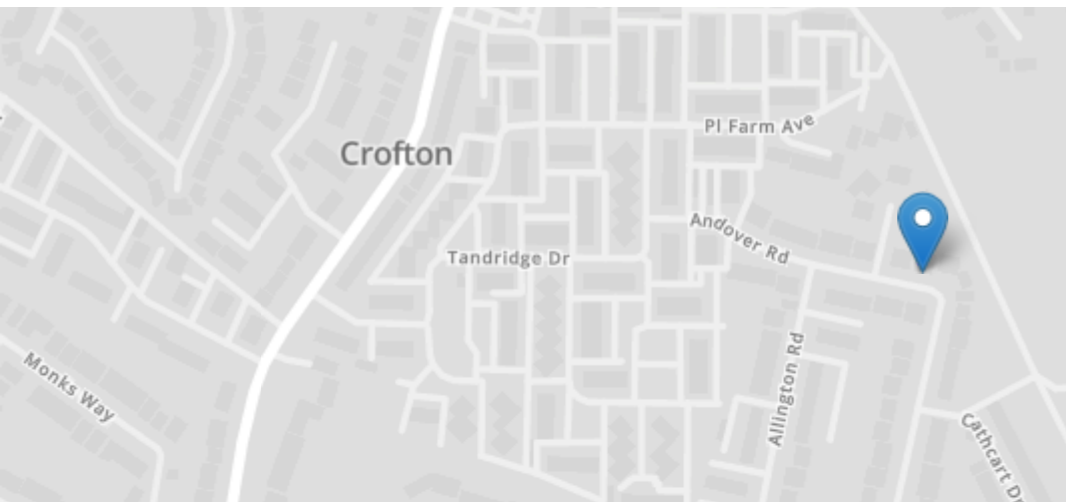 Pl Farm Ave
Crofton
Andover Rd
Tandridge Dr
Monks Way
Allington Rd
Cathcart Dr